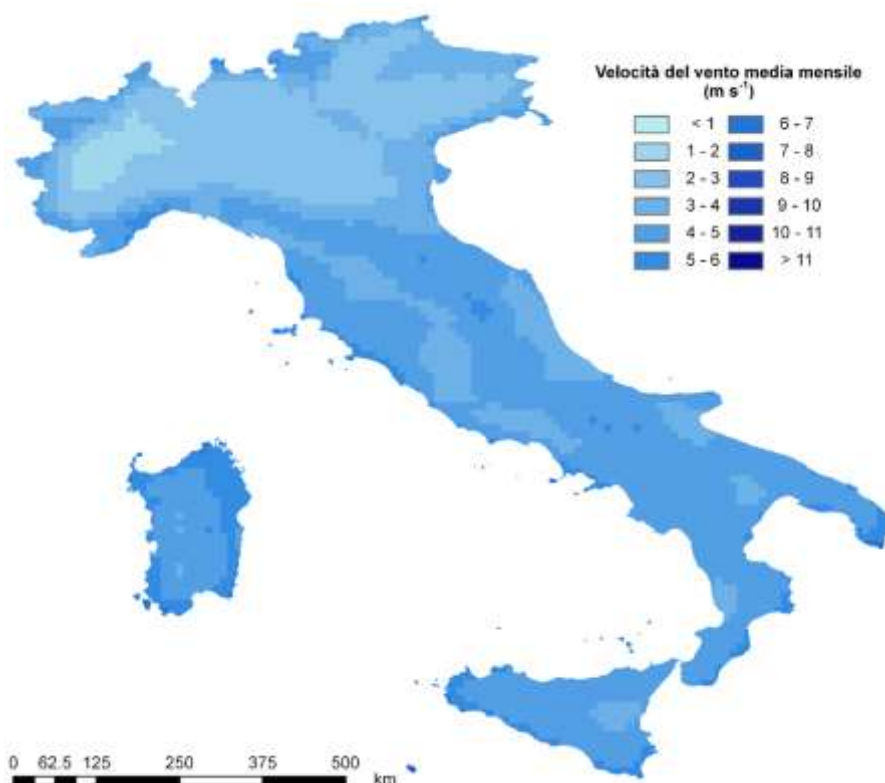 Velocità del vento media mensile
(m s-1)
< 1
6 - 7
1 - 2
7 - 8
2 - 3
8 - 9
3 - 4
9 - 10
4 - 5
10 - 11
5 - 6
> 11
0 62.5 125 250 375 500
km